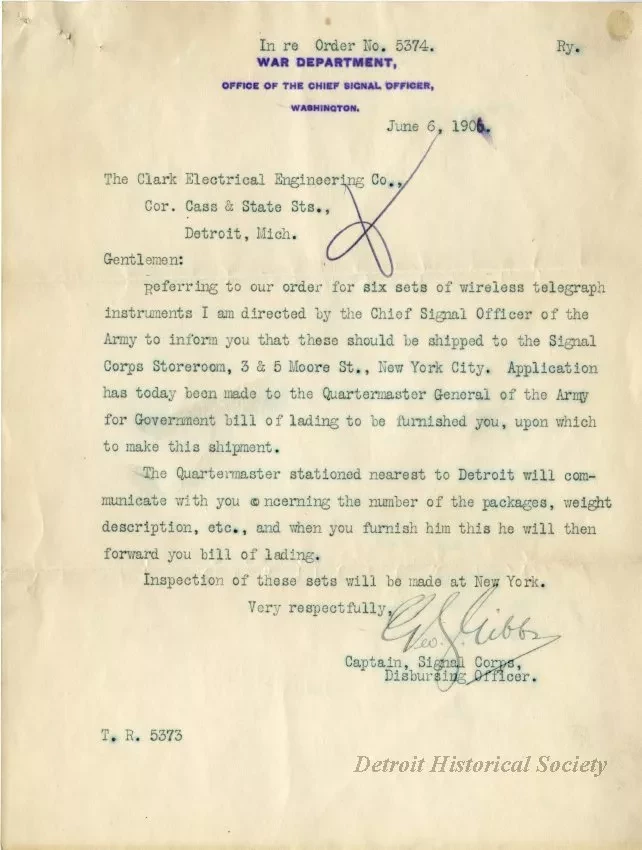 In re Order No. 5374. Ry.
WAR DEPARTMENT,
OFFICE OF THE CHIEF SIGNAL OFFICER,
WASHINGTON.
June 6, 1906.
The Clark Electrical Engineering Co.,
Cor. Cass & State Sts.,
Detroit, Mich.
Gentlemen:
Referring to our order for six sets of wireless telegraph
instruments I am directed by the Chief Signal Officer of the
Army to inform you that these should be shipped to the Signal
Corps Storeroom, 3 & 5 Moore St., New York City. Application
has today been made to the Quartermaster General of the Army
for Government bill of lading to be furnished you, upon which
to make this shipment.
The Quartermaster stationed nearest to Detroit will com-
municate with you concerning the number of the packages, weight
description, etc., and when you furnish him this he will then
forward you bill of lading.
Inspection of these sets will be made at New York.
Very respectfully,
Geo. S. Gibbs
Captain, Signal Corps,
Disbursing Officer.
T. R. 5373
Detroit Historical Society